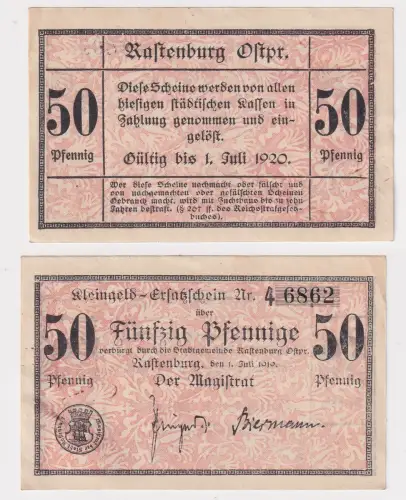 Rastenburg Ostpr.
50 Pfennig
Diese Scheine werden von allen
hiesigen städtischen Kassen in
Zahlung genommen und ein-
gelöst.
Gültig bis 1. Juli 1920.
50 Pfennig
Wer diese Scheine nachmacht oder fälscht und
von nachgemachten oder gefälschten Scheinen
Gebrauch macht, wird mit Zuchthaus bis zu zehn
Jahren bestraft. (§ 267 ff. des Reichsstrafgesetz-
buches).
Kleingeld-Ersatzschein Nr. 4 6862
über
50 Pfennig
Fünfzig Pfennige
verbürgt durch die Stadtgemeinde Rastenburg Ostpr.
Rastenburg, den 1. Juli 1919.
Der Magistrat
50 Pfennig
Biermann.